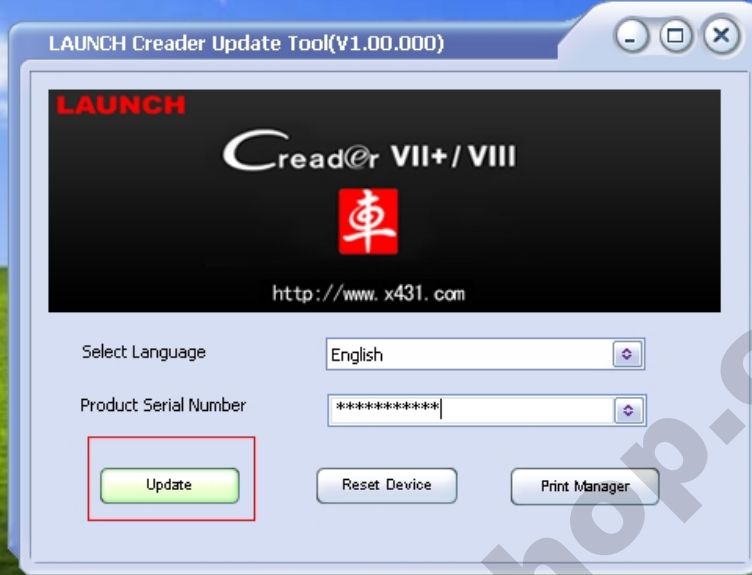 LAUNCH Creader Update Tool(V1.00.000)
LAUNCH
Creader VII+/ VIII
車
http://www.x431.com
Select Language
English
Product Serial Number
***********
Update
Reset Device
Print Manager
hop.